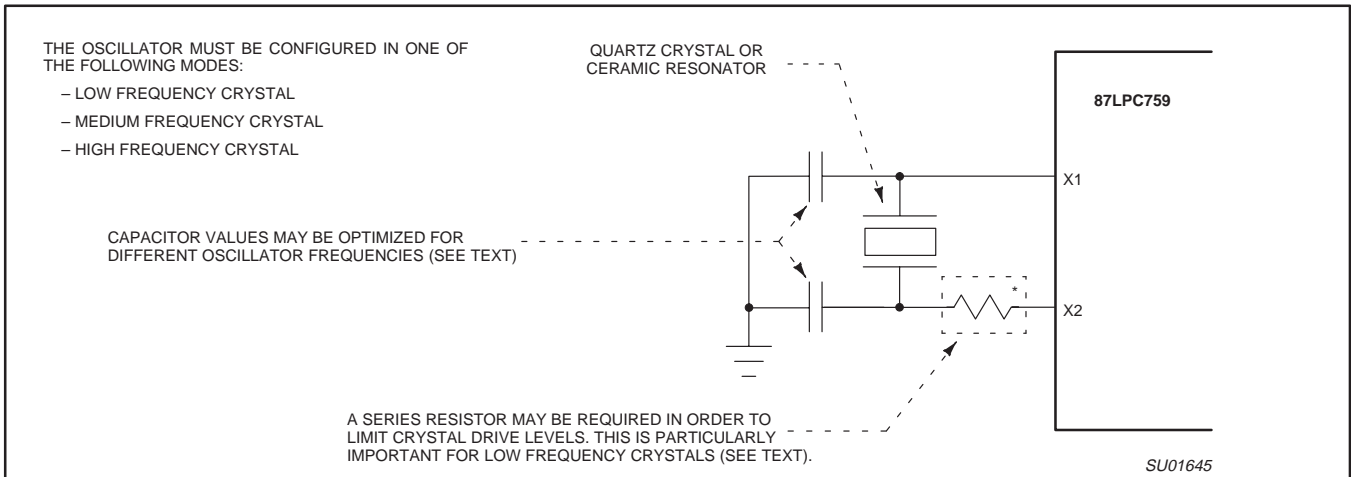 THE OSCILLATOR MUST BE CONFIGURED IN ONE OF
THE FOLLOWING MODES:
– LOW FREQUENCY CRYSTAL
– MEDIUM FREQUENCY CRYSTAL
– HIGH FREQUENCY CRYSTAL
QUARTZ CRYSTAL OR
CERAMIC RESONATOR
87LPC759
X1
CAPACITOR VALUES MAY BE OPTIMIZED FOR
DIFFERENT OSCILLATOR FREQUENCIES (SEE TEXT)
*
X2
A SERIES RESISTOR MAY BE REQUIRED IN ORDER TO
LIMIT CRYSTAL DRIVE LEVELS. THIS IS PARTICULARLY
IMPORTANT FOR LOW FREQUENCY CRYSTALS (SEE TEXT).
SU01645